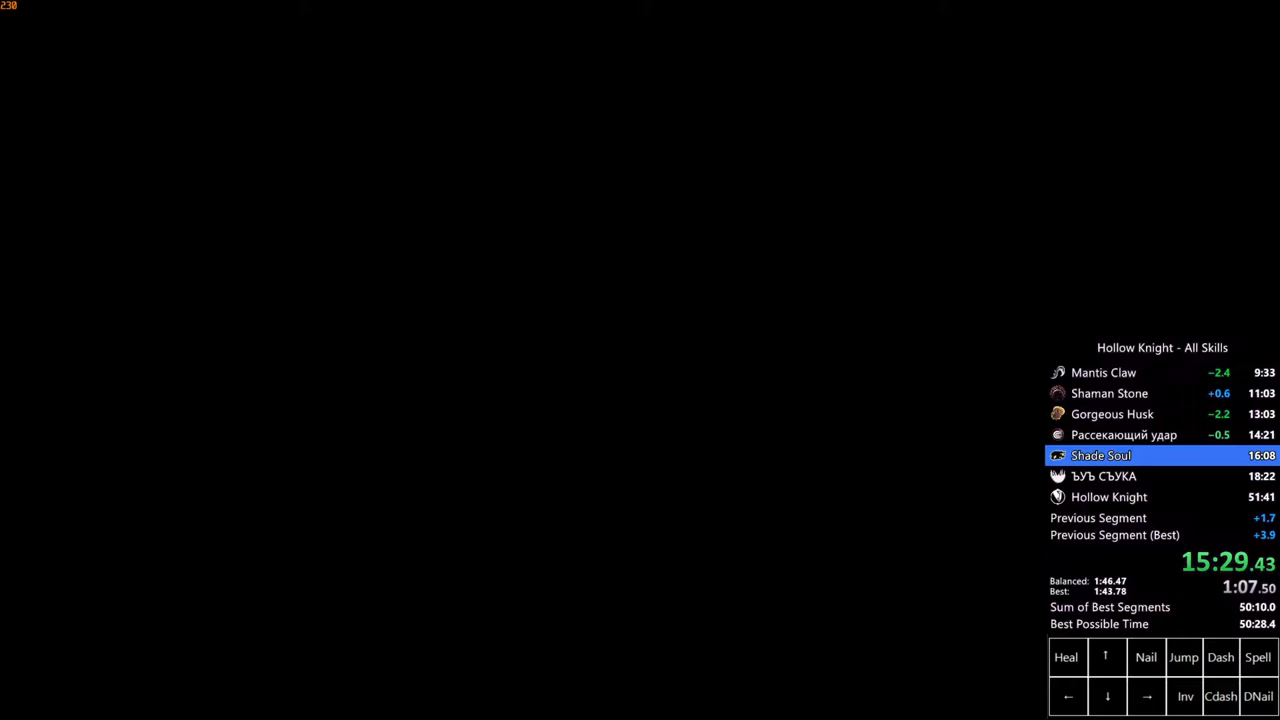 230
Hollow Knight - All Skills
Mantis Claw −2.4 9:33
Shaman Stone +0.6 11:03
Gorgeous Husk −2.2 13:03
Рассекающий удар −0.5 14:21
Shade Soul 16:08
ЪУЪ СЪУКА 18:22
Hollow Knight 51:41
Previous Segment +1.7
Previous Segment (Best) +3.9
15:29.43
Balanced: 1:46.47
Best: 1:43.78
1:07.50
Sum of Best Segments 50:10.0
Best Possible Time 50:28.4
Heal ↑ Nail Jump Dash Spell
← ↓ → Inv Cdash DNail